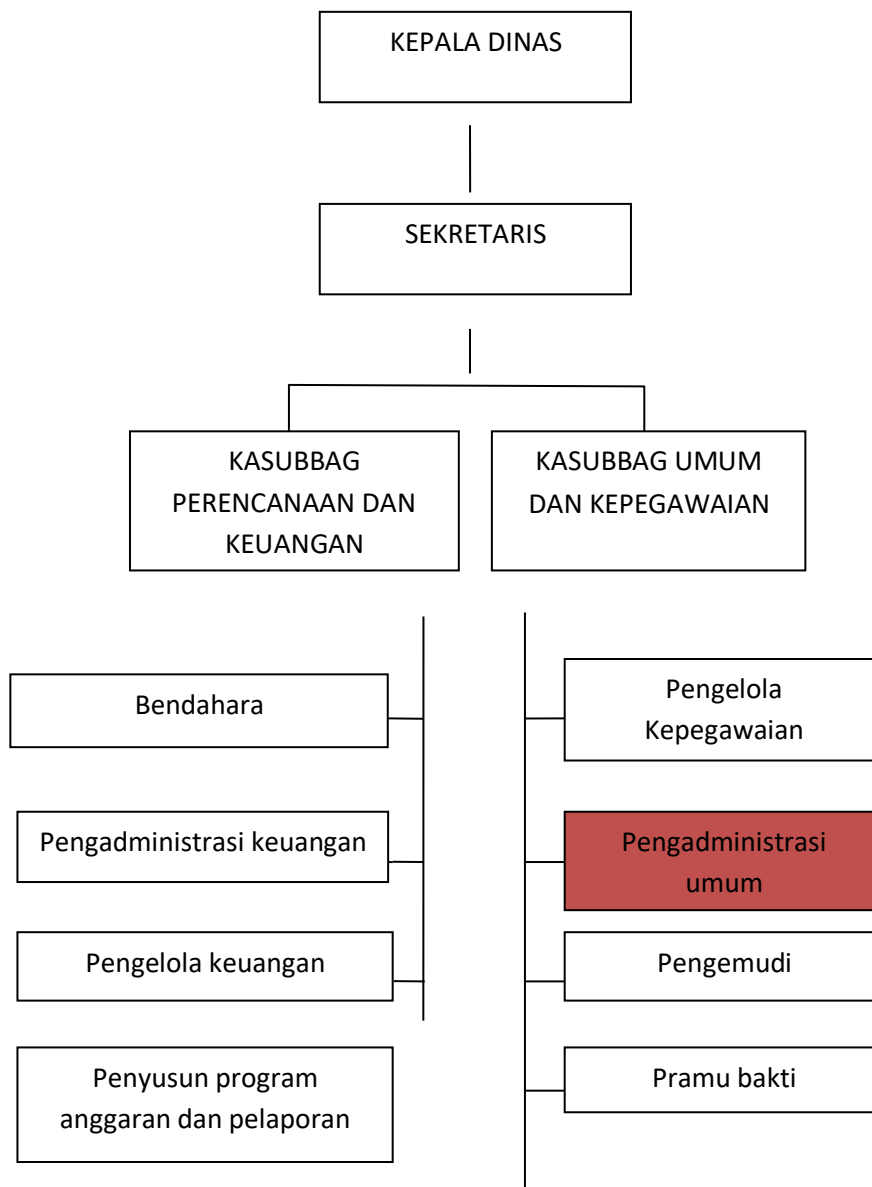 KEPALA DINAS
SEKRETARIS
KASUBBAG
PERENCANAAN DAN
KEUANGAN
KASUBBAG UMUM
DAN KEPEGAWAIAN
Bendahara
Pengadministrasi keuangan
Pengelola keuangan
Penyusun program
anggaran dan pelaporan
Pengelola
Kepegawaian
Pengadministrasi
umum
Pengemudi
Pramu bakti